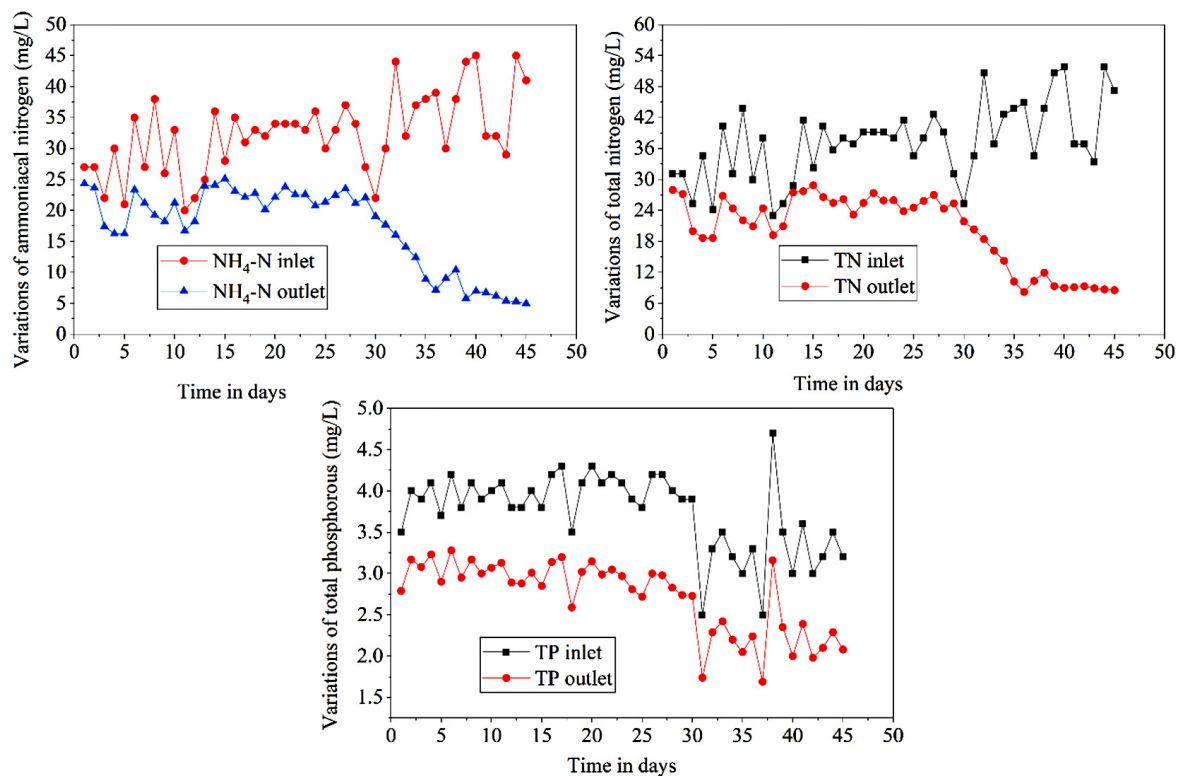 Variations of ammoniacal nitrogen (mg/L)
50
45
40
35
30
25
20
15
10
5
0
NH4-N inlet
NH4-N outlet
0 5 10 15 20 25 30 35 40 45 50
Time in days
Variations of total nitrogen (mg/L)
60
54
48
42
36
30
24
18
12
6
0
TN inlet
TN outlet
0 5 10 15 20 25 30 35 40 45 50
Time in days
Variations of total phosphorous (mg/L)
5.0
4.5
4.0
3.5
3.0
2.5
2.0
1.5
TP inlet
TP outlet
0 5 10 15 20 25 30 35 40 45 50
Time in days